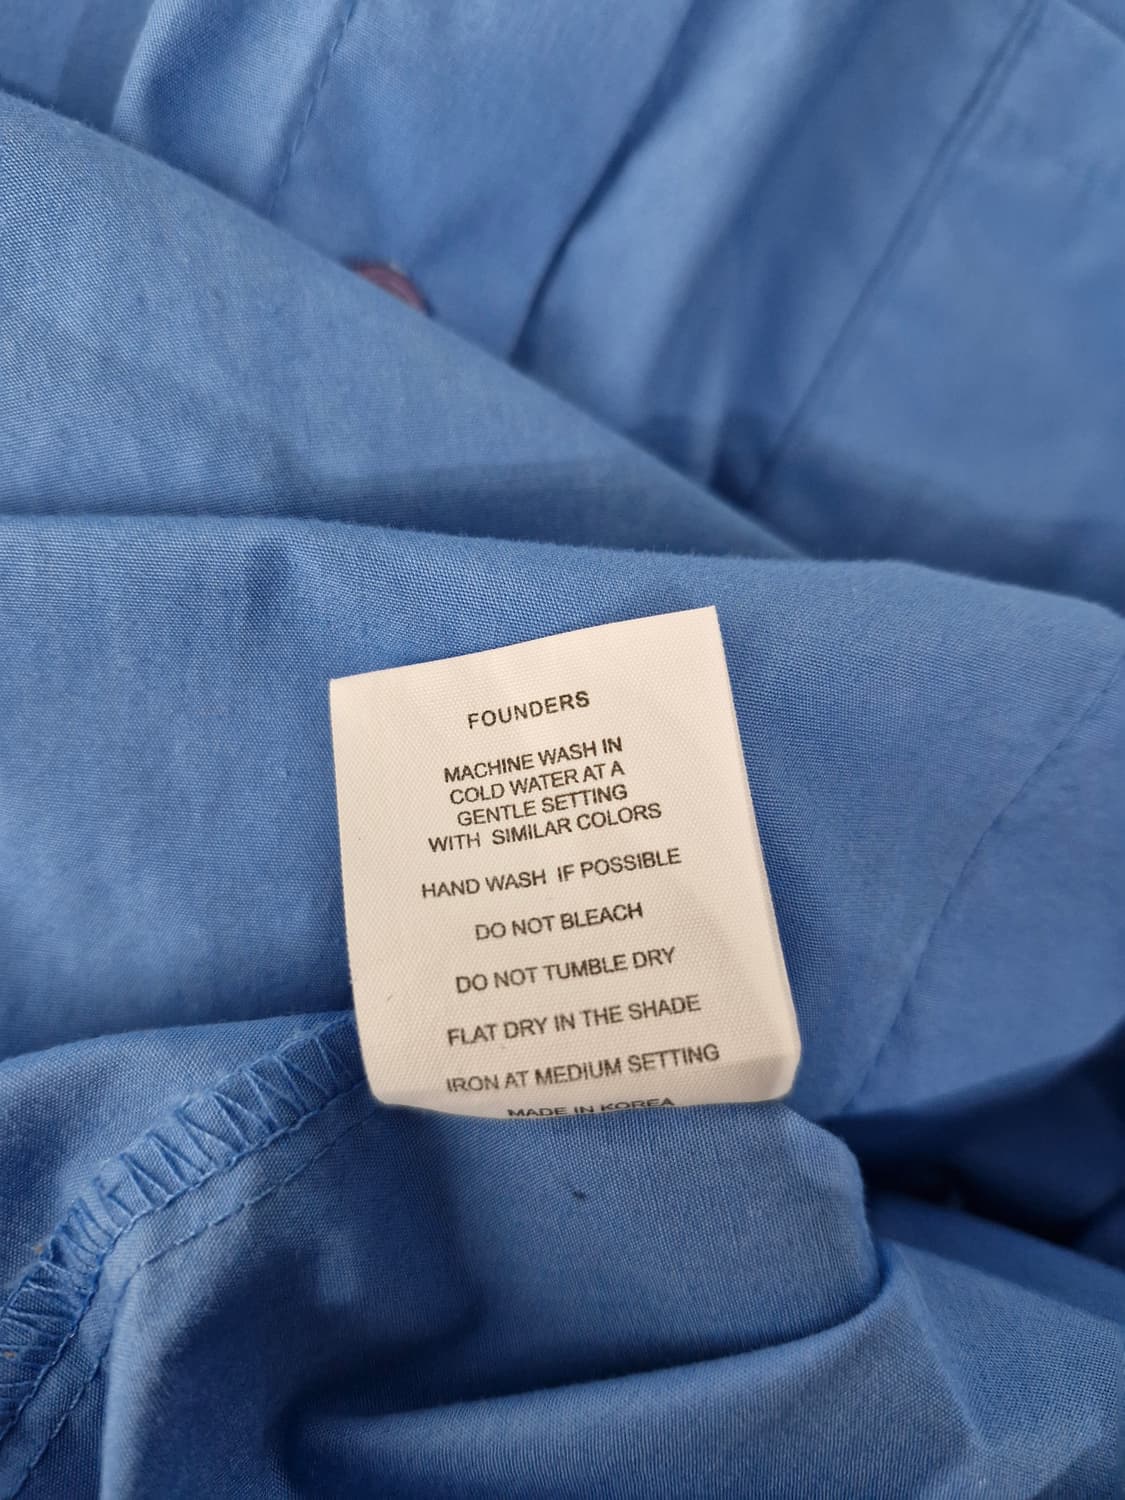 FOUNDERS
MACHINE WASH IN
COLD WATER AT A
GENTLE SETTING
WITH SIMILAR COLORS
HAND WASH IF POSSIBLE
DO NOT BLEACH
DO NOT TUMBLE DRY
FLAT DRY IN THE SHADE
IRON AT MEDIUM SETTING
MADE IN KOREA